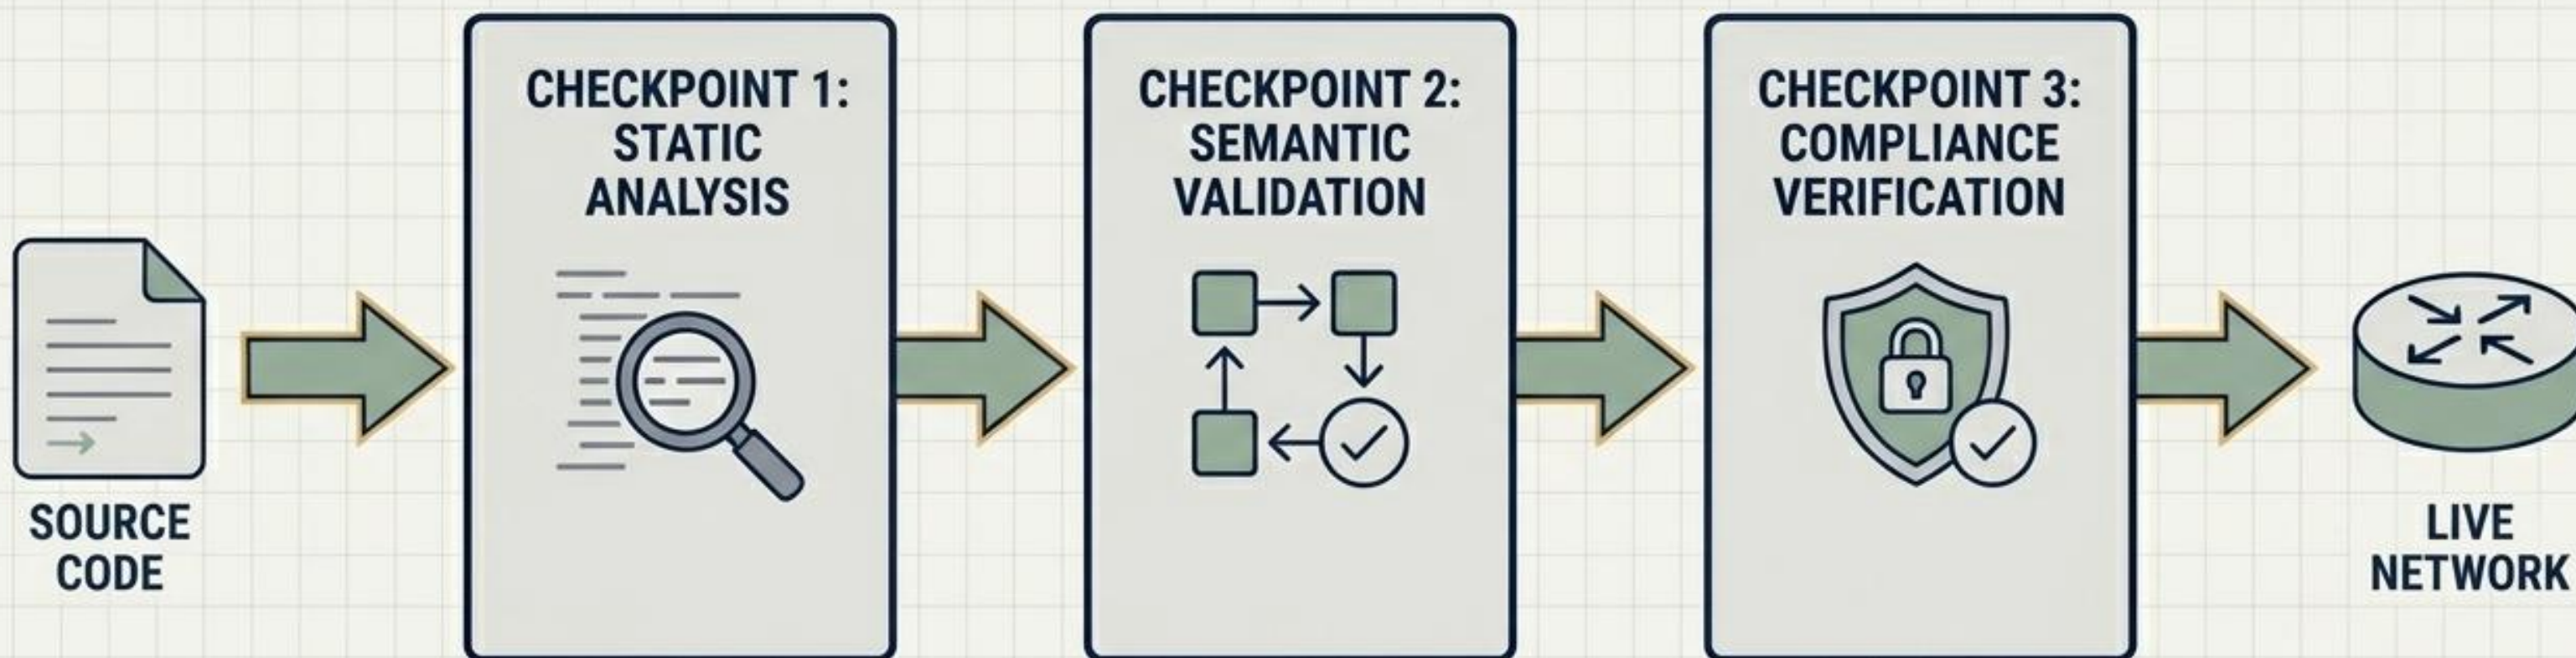 SOURCE
CODE
CHECKPOINT 1:
STATIC
ANALYSIS
CHECKPOINT 2:
SEMANTIC
VALIDATION
CHECKPOINT 3:
COMPLIANCE
VERIFICATION
LIVE
NETWORK